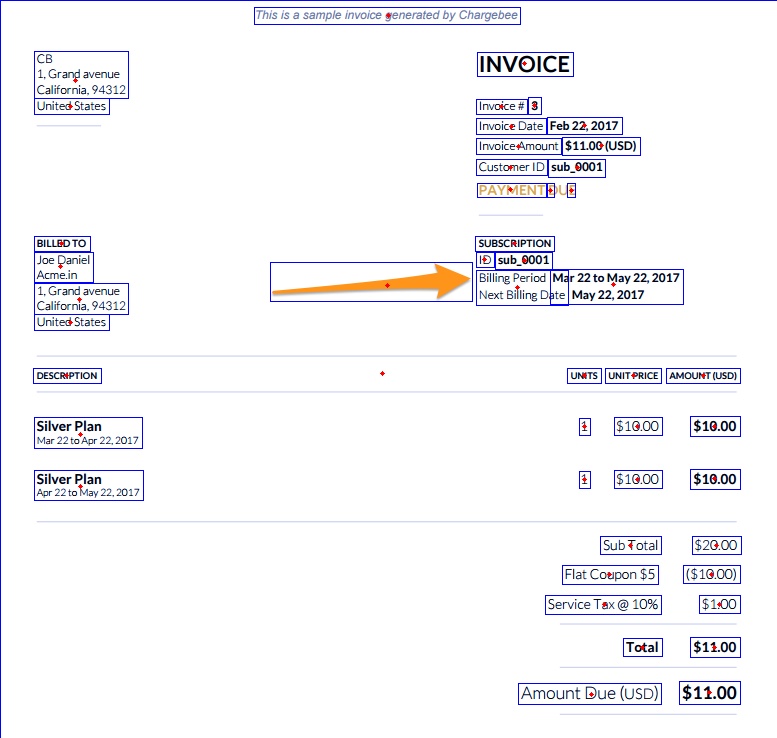 This is a sample invoice generated by Chargebee
CB
1, Grand avenue
California, 94312
United States
INVOICE
Invoice # 3
Invoice Date Feb 22, 2017
Invoice Amount $11.00 (USD)
Customer ID sub_0001
PAYMENT DUE
BILLED TO
Joe Daniel
Acme.in
1, Grand avenue
California, 94312
United States
SUBSCRIPTION
ID sub_0001
Billing Period Mar 22 to May 22, 2017
Next Billing Date May 22, 2017
DESCRIPTION UNITS UNIT PRICE AMOUNT (USD)
Silver Plan 1 $10.00 $10.00
Mar 22 to Apr 22, 2017
Silver Plan 1 $10.00 $10.00
Apr 22 to May 22, 2017
Sub Total $20.00
Flat Coupon $5 ($10.00)
Service Tax @ 10% $1.00
Total $11.00
Amount Due (USD) $11.00